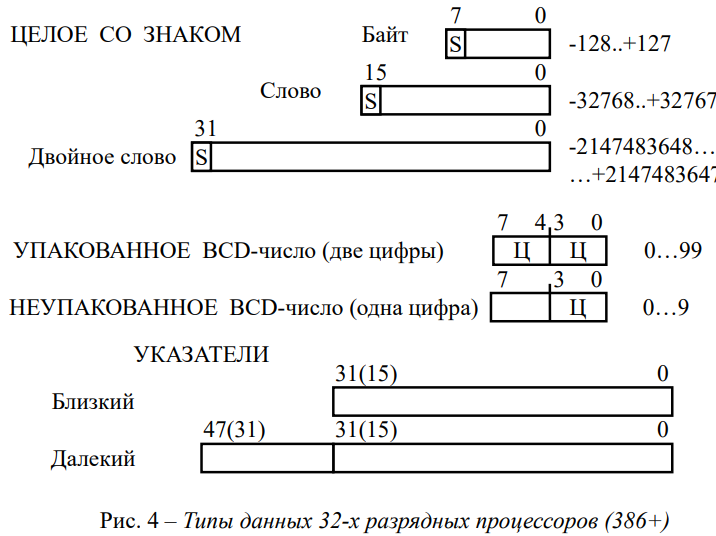 7 0
ЦЕЛОЕ СО ЗНАКОМ Байт S -128..+127
15 0
Слово S -32768..+32767
31 0
Двойное слово S -2147483648…
…+2147483647
7 4 3 0
УПАКОВАННОЕ BCD-число (две цифры) Ц Ц 0…99
7 3 0
НЕУПАКОВАННОЕ BCD-число (одна цифра) Ц 0…9
УКАЗАТЕЛИ
31(15) 0
Близкий
47(31) 31(15) 0
Далекий
Рис. 4 – Типы данных 32-х разрядных процессоров (386+)